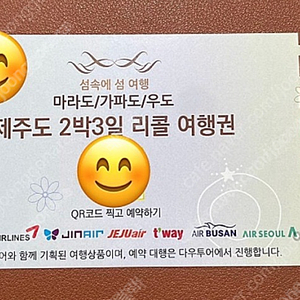 섬속에 섬 여행
마라도/가파도/우도
제주도 2박3일 리콜 여행권
QR코드 찍고 예약하기
IRLINES JINAIR JEJUair t'way AIR BUSAN AIR SEOUL
어와 함께 기획된 여행상품이며, 예약 대행은 다우투어에서 진행합니다.